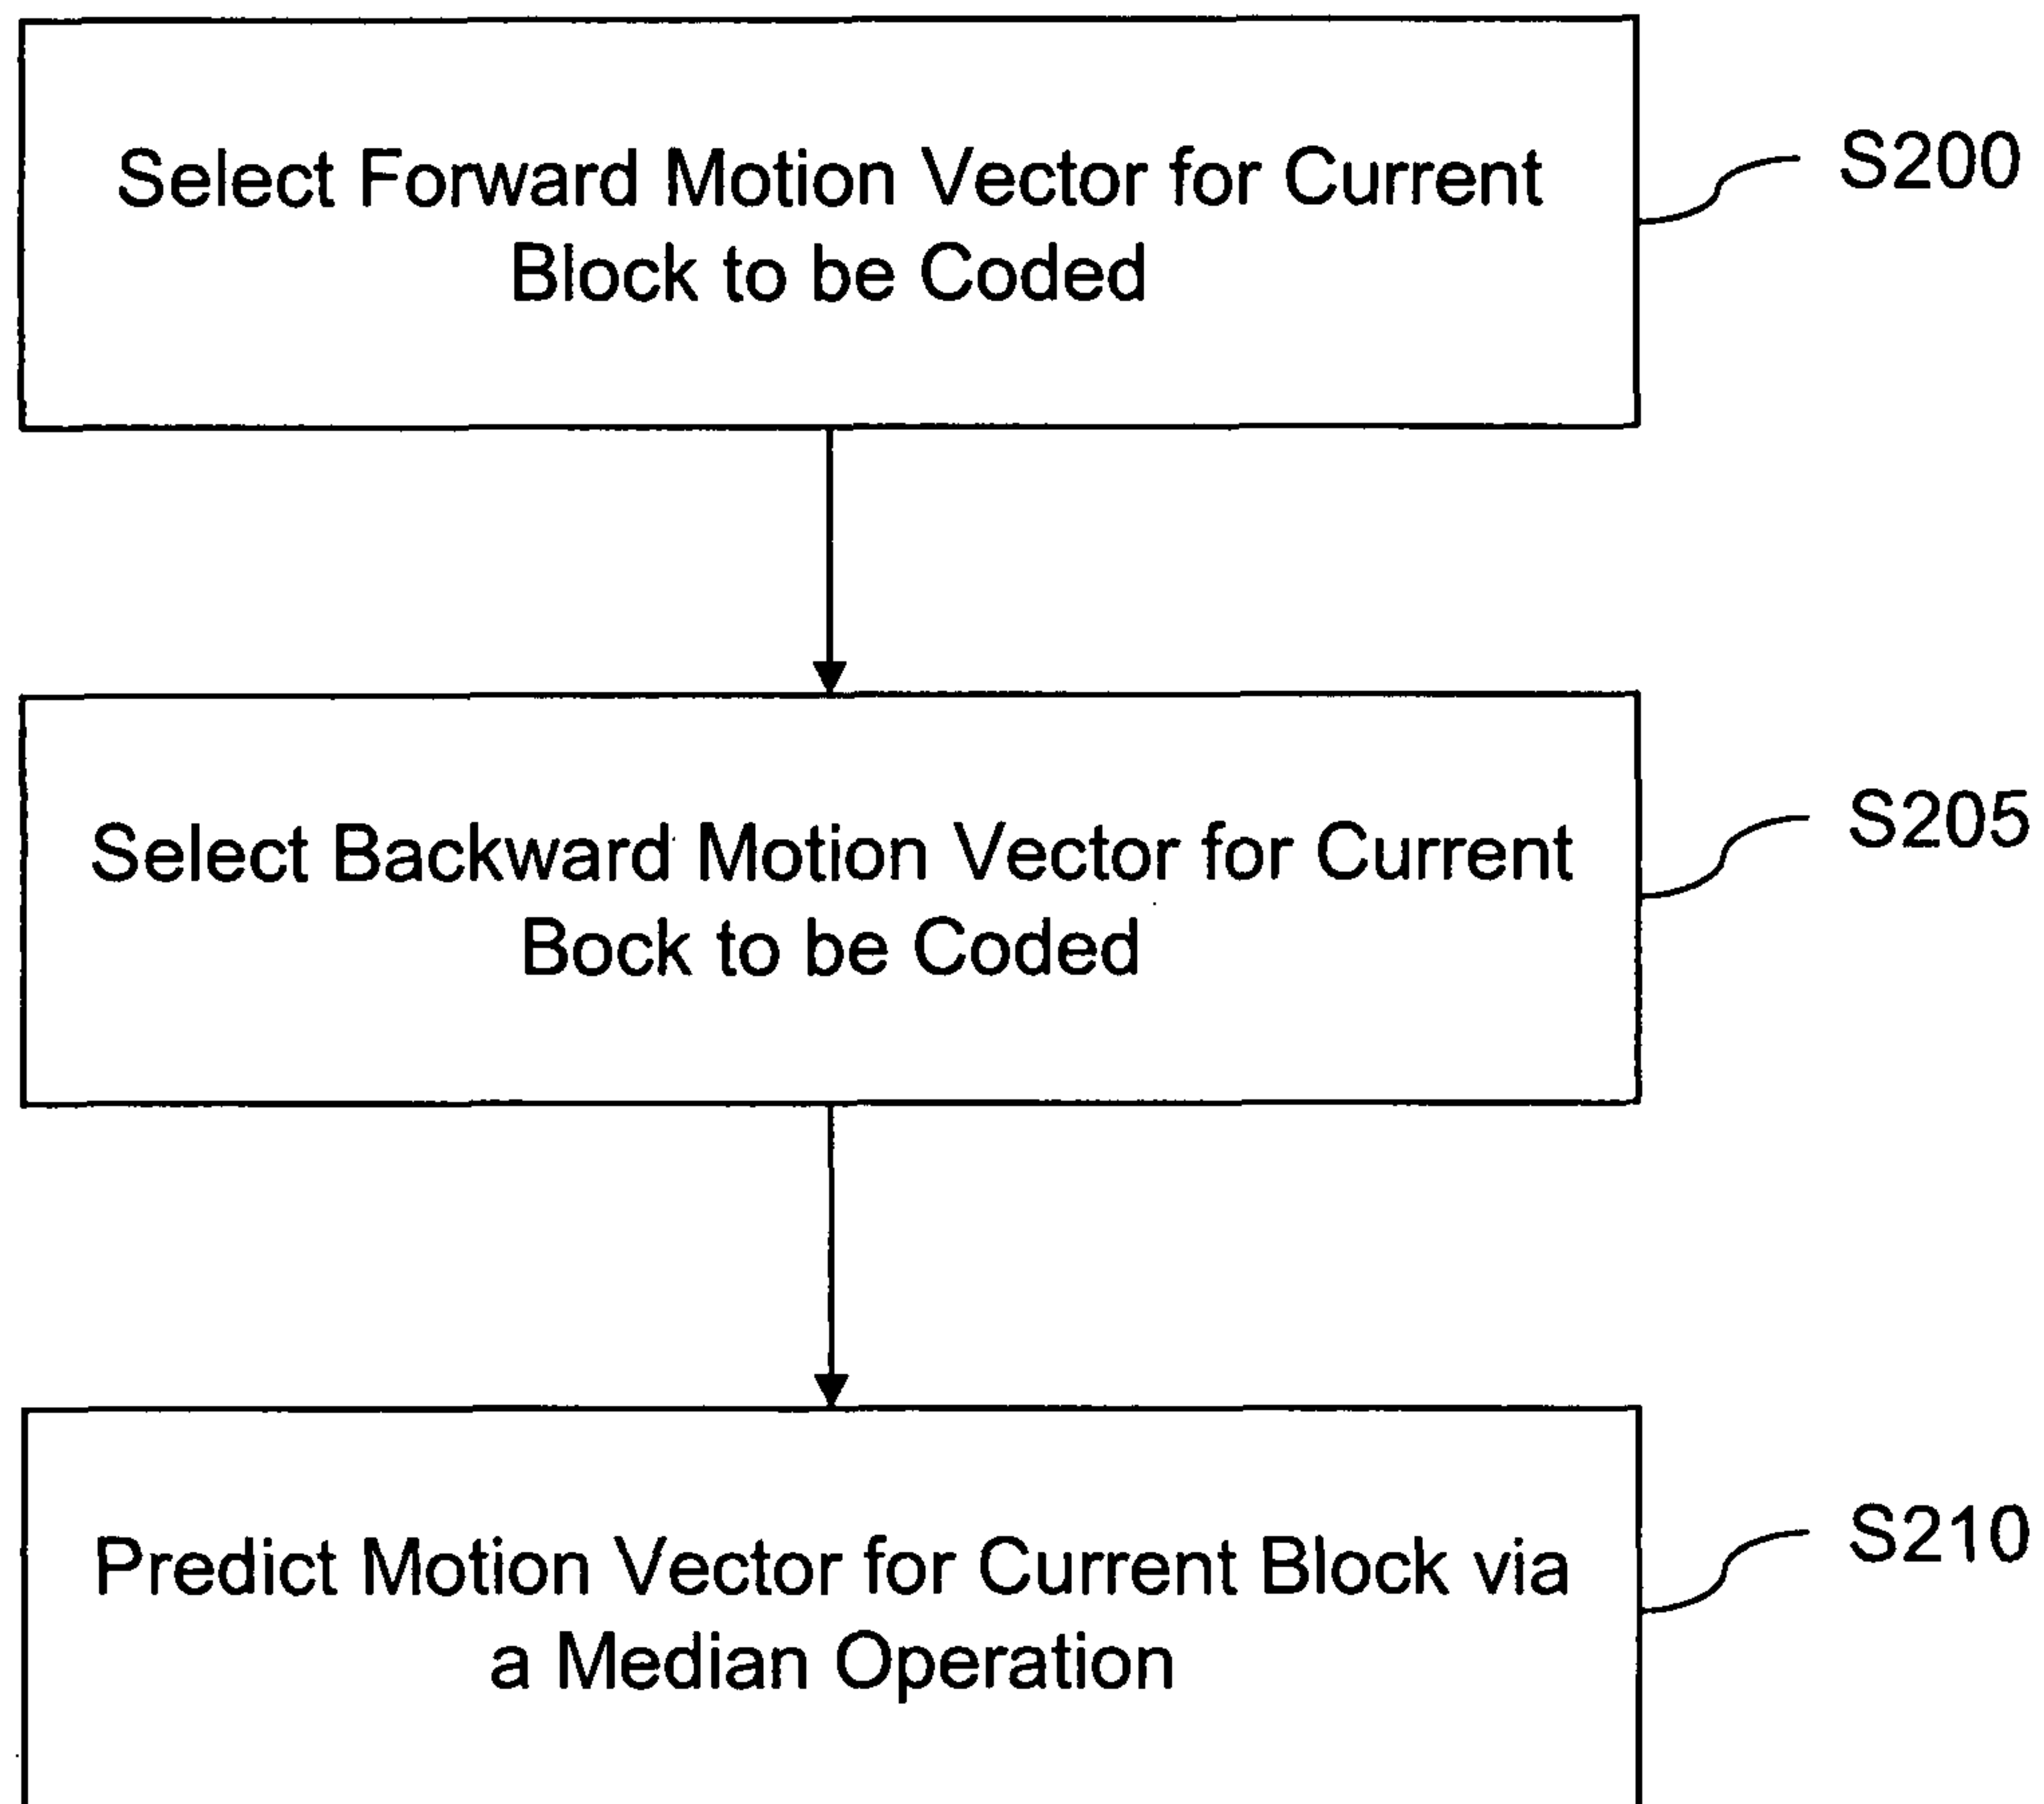 Select Forward Motion Vector for Current
Block to be Coded
S200
Select Backward Motion Vector for Current
Bock to be Coded
S205
Predict Motion Vector for Current Block via
a Median Operation
S210